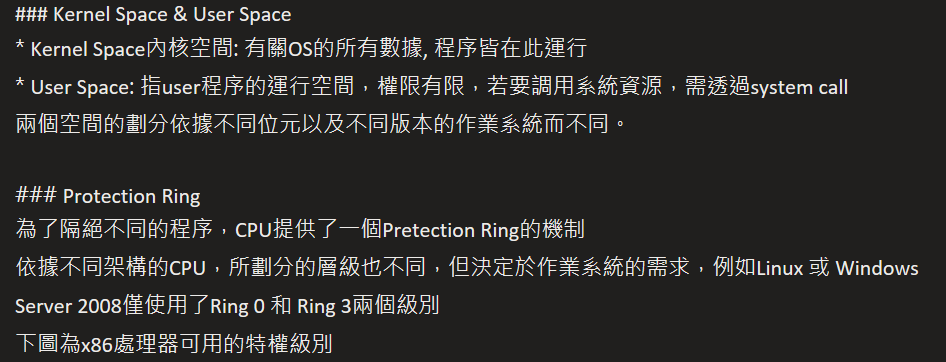 ### Kernel Space & User Space
* Kernel Space內核空間: 有關OS的所有數據, 程序皆在此運行
* User Space: 指user程序的運行空間，權限有限，若要調用系統資源，需透過system call
兩個空間的劃分依據不同位元以及不同版本的作業系統而不同。
### Protection Ring
為了隔絕不同的程序，CPU提供了一個Pretection Ring的機制
依據不同架構的CPU，所劃分的層級也不同，但決定於作業系統的需求，例如Linux 或 Windows
Server 2008僅使用了Ring 0 和 Ring 3兩個級別
下圖為x86處理器可用的特權級別